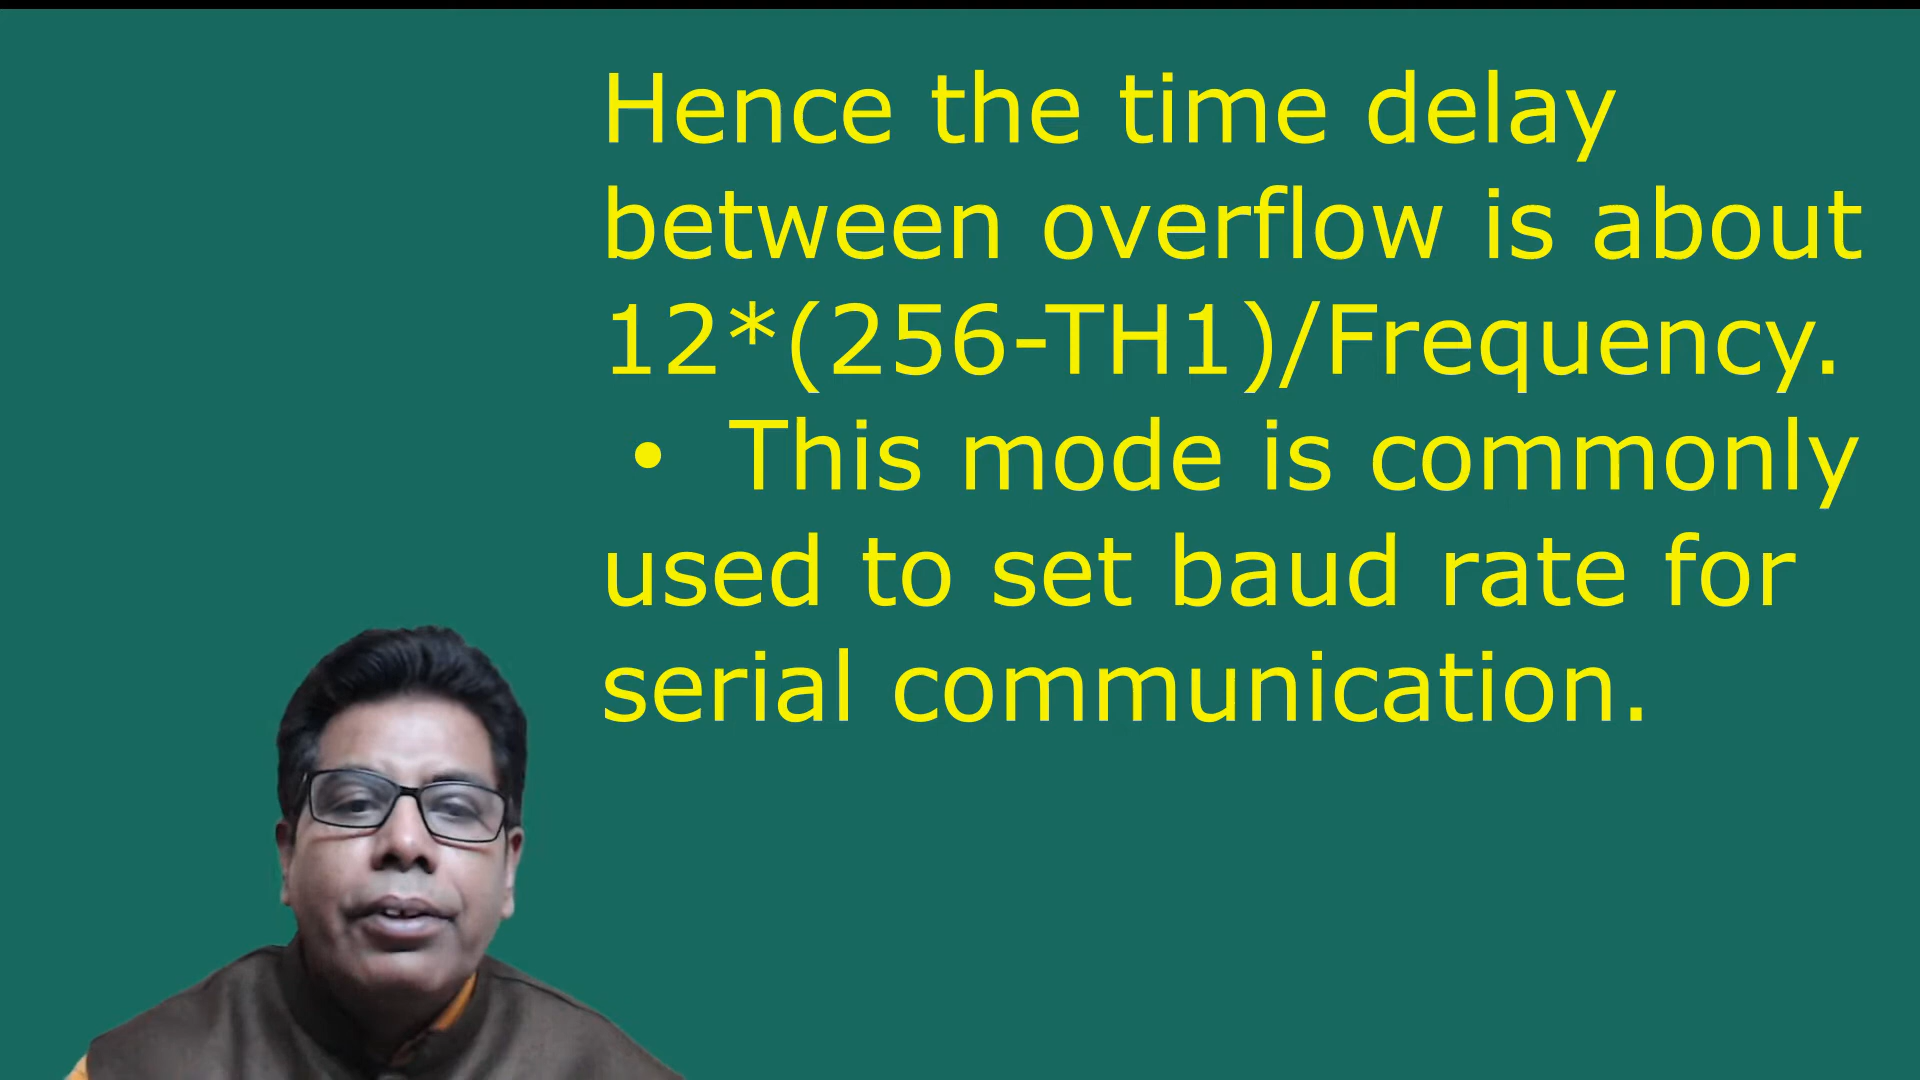 Hence the time delay
between overflow is about
12*(256-TH1)/Frequency.
• This mode is commonly
used to set baud rate for
serial communication.